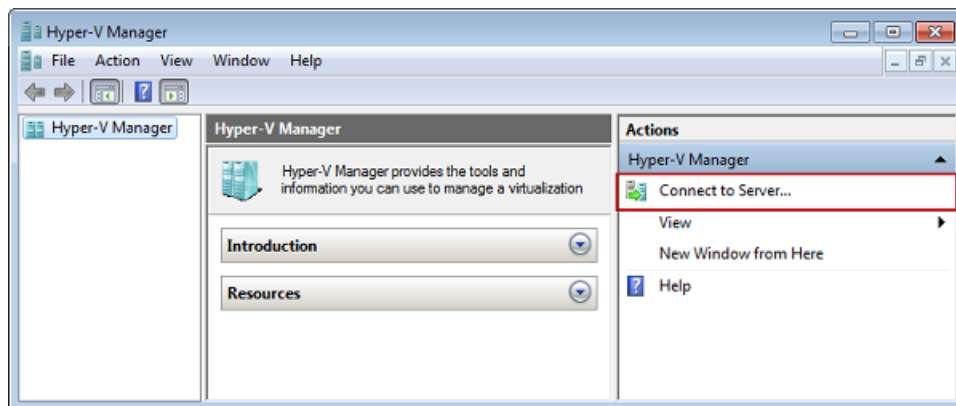 Hyper-V Manager
File Action View Window Help
Hyper-V Manager
Hyper-V Manager
Hyper-V Manager provides the tools and
information you can use to manage a virtualization
Introduction
Resources
Actions
Hyper-V Manager
Connect to Server...
View
New Window from Here
Help